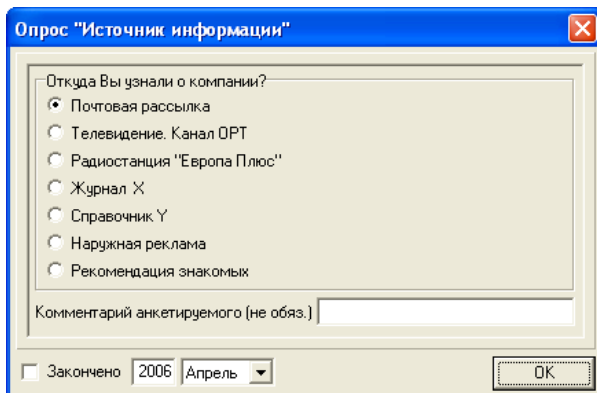 Опрос "Источник информации"
Откуда Вы узнали о компании?
Почтовая рассылка
Телевидение. Канал ОРТ
Радиостанция "Европа Плюс"
Журнал X
Справочник Y
Наружная реклама
Рекомендация знакомых
Комментарий анкетируемого (не обяз.)
Закончено 2006 Апрель OK